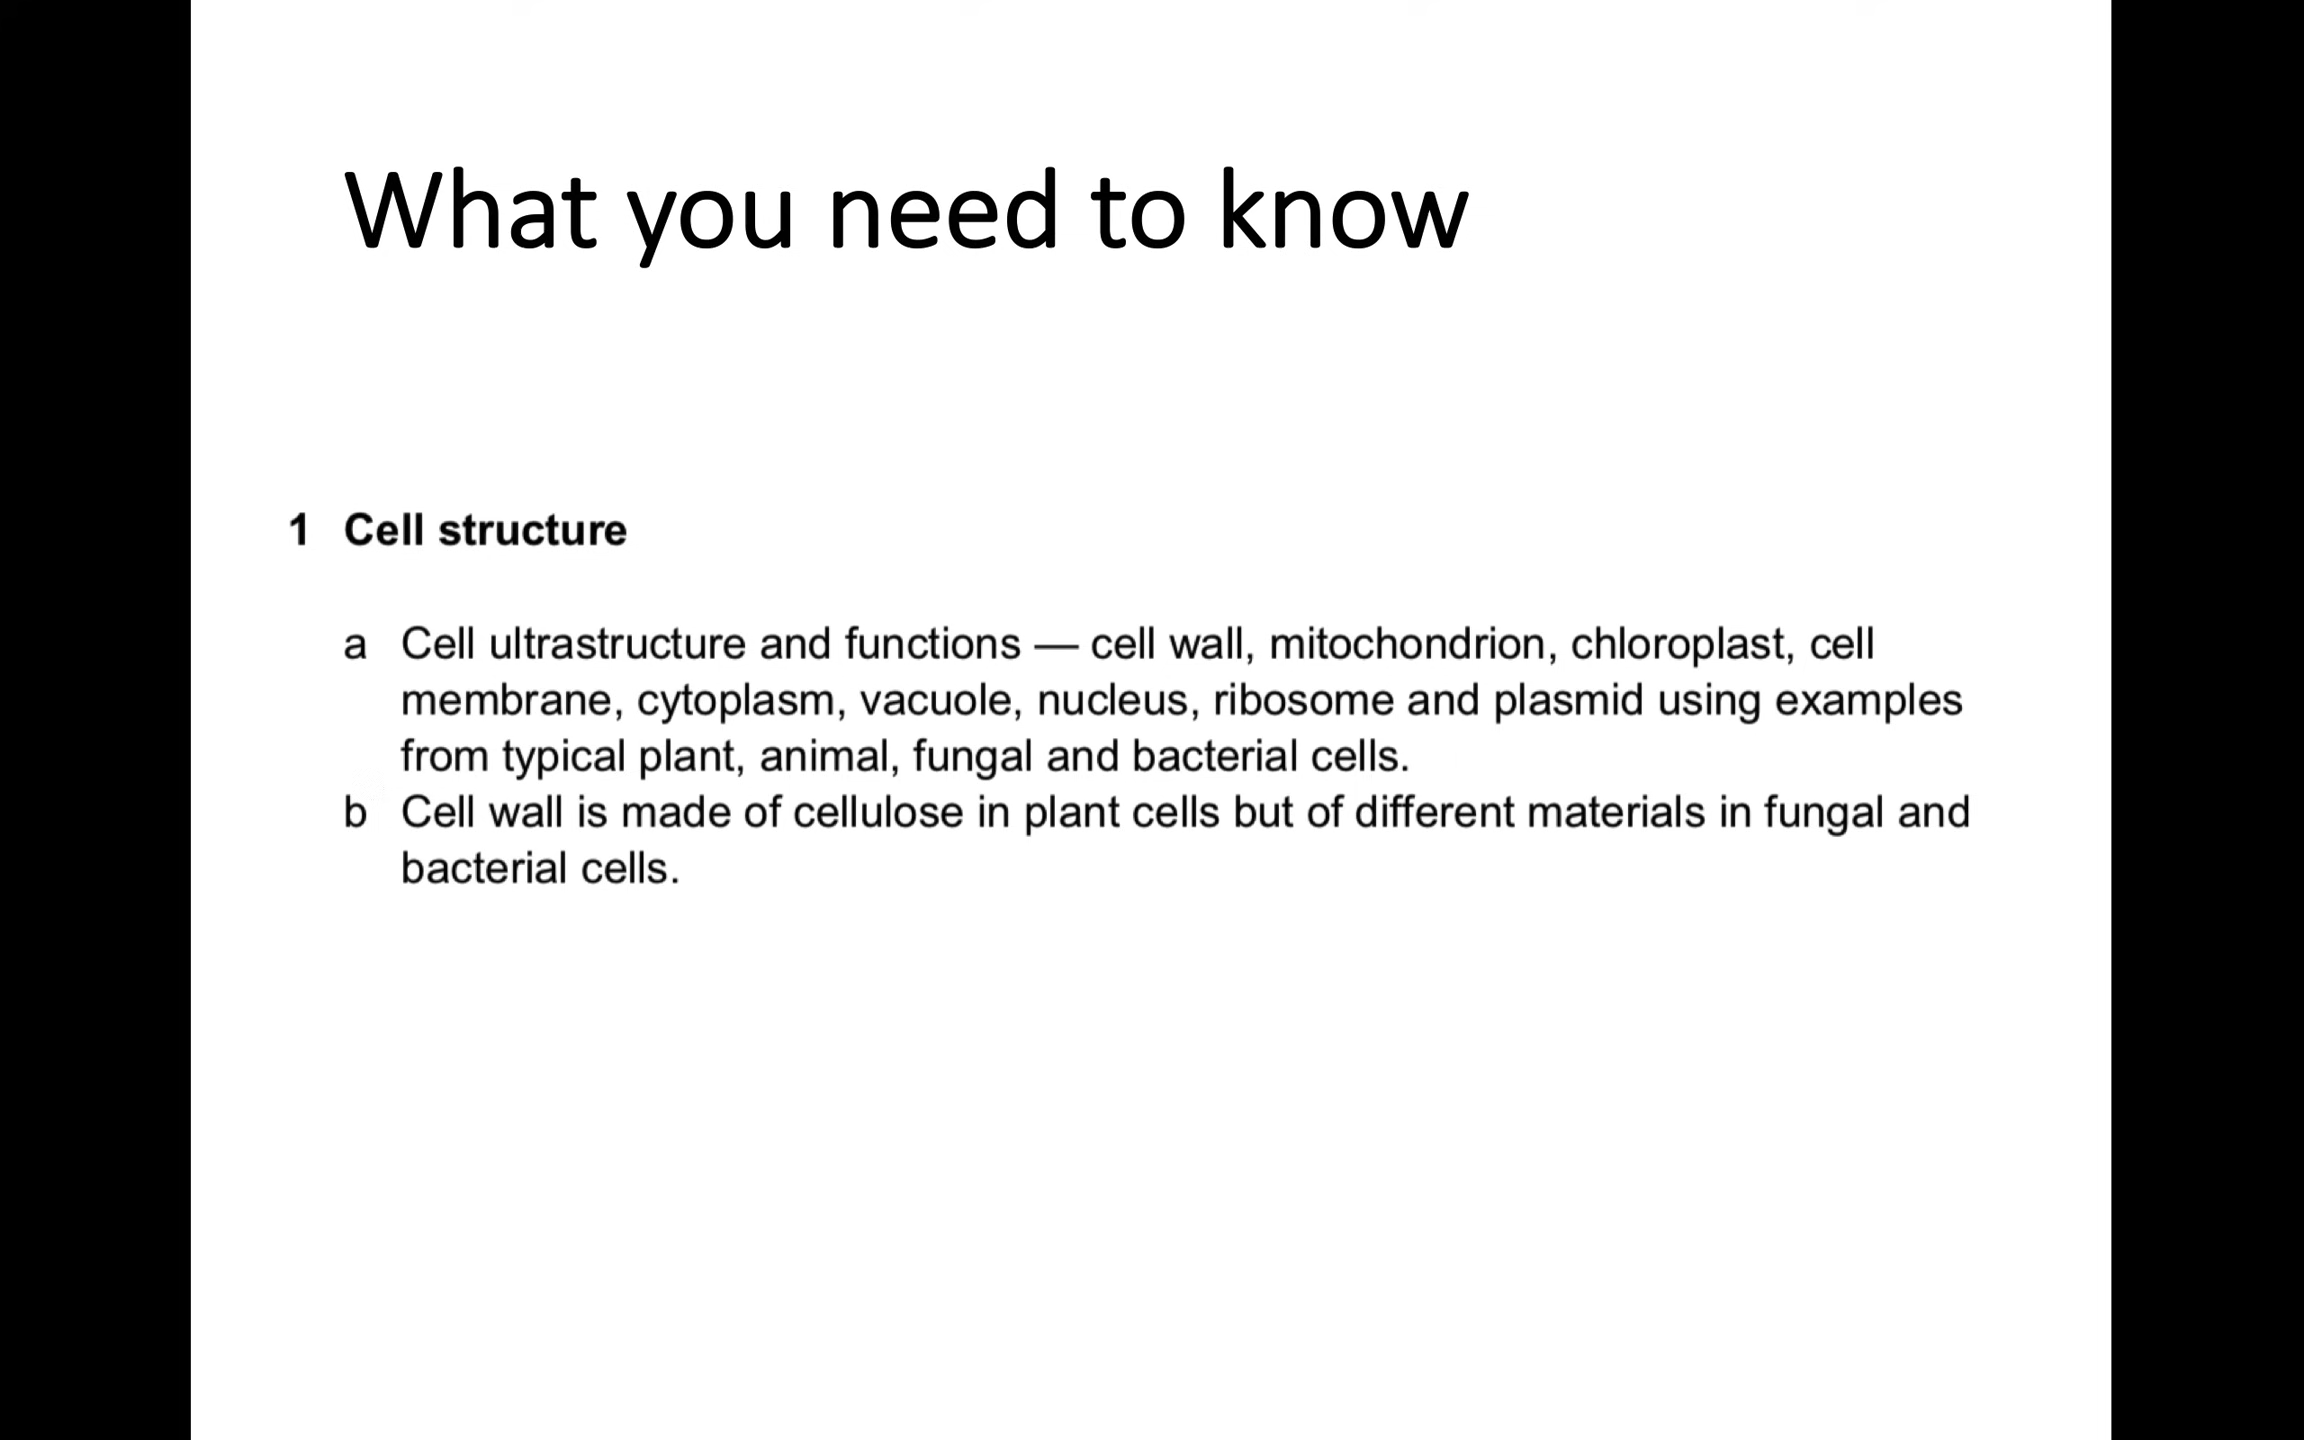 What you need to know
1 Cell structure
a Cell ultrastructure and functions — cell wall, mitochondrion, chloroplast, cell
membrane, cytoplasm, vacuole, nucleus, ribosome and plasmid using examples
from typical plant, animal, fungal and bacterial cells.
b Cell wall is made of cellulose in plant cells but of different materials in fungal and
bacterial cells.